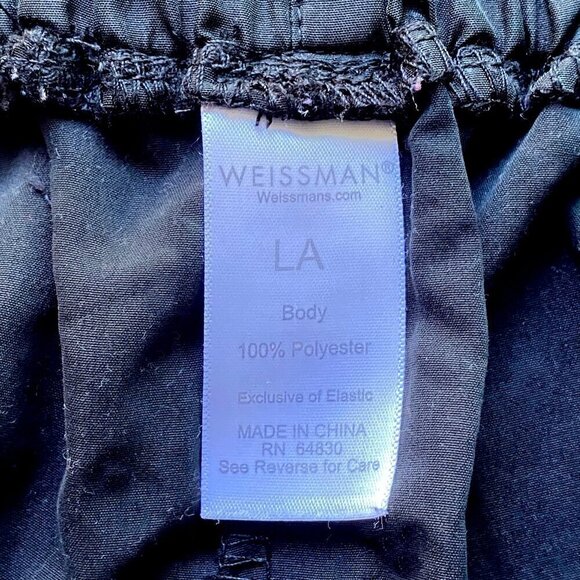 WEISSMAN®
Weissmans.com
LA
Body
100% Polyester
Exclusive of Elastic
MADE IN CHINA
RN 64830
See Reverse for Care